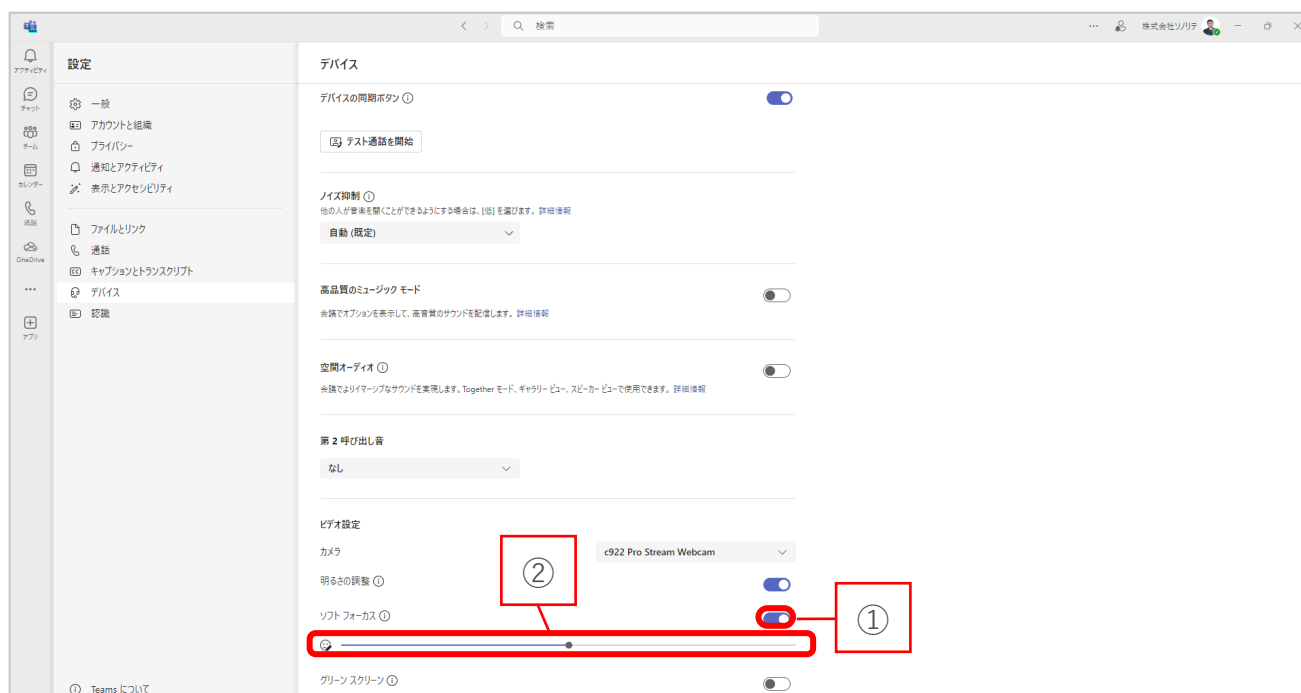 検索
株式会社ソノリテ
アクティビティ
チャット
チーム
カレンダー
通話
OneDrive
アプリ
設定
一般
アカウントと組織
プライバシー
通知とアクティビティ
表示とアクセシビリティ
ファイルとリンク
通話
キャプションとトランスクリプト
デバイス
認識
Teams について
デバイス
デバイスの同期ボタン
テスト通話を開始
ノイズ抑制
他の人が音楽を聞くことができるようにする場合は、[低] を選びます。 詳細情報
自動 (既定)
高品質のミュージック モード
会議でオプションを表示して、高音質のサウンドを配信します。 詳細情報
空間オーディオ
会議でよりイマーシブなサウンドを実現します。Together モード、ギャラリー ビュー、スピーカー ビューで使用できます。 詳細情報
第 2 呼び出し音
なし
ビデオ設定
カメラ
c922 Pro Stream Webcam
②
明るさの調整
ソフト フォーカス
①
グリーン スクリーン